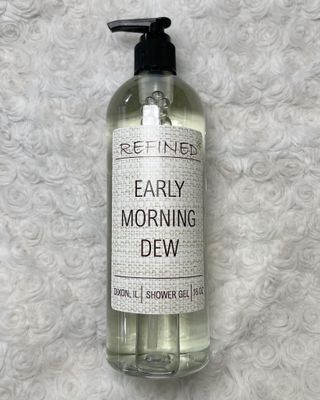 REFINED
EARLY
MORNING
DEW
DIXON, IL | SHOWER GEL | 16 OZ